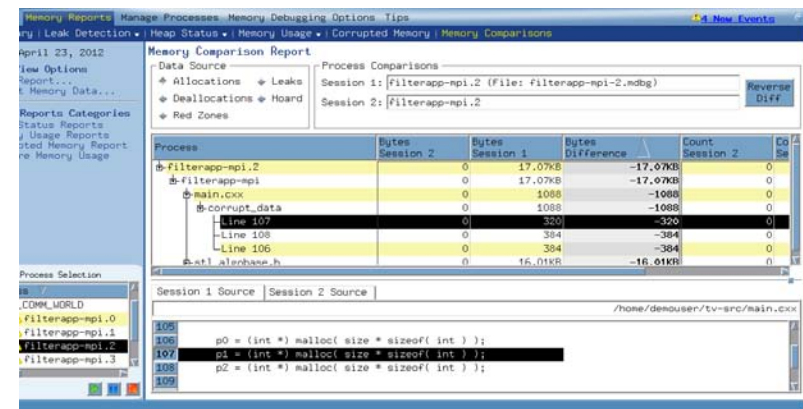 Memory Reports Manage Processes Memory Debugging Options Tips 4 New Events
ry | Leak Detection | Heap Status | Memory Usage | Corrupted Memory | Memory Comparisons
April 23, 2012
View Options
Report...
t Memory Data...
Reports Categories
Status Reports
y Usage Reports
pted Memory Report
re Memory Usage
Memory Comparison Report
Data Source
Allocations Leaks
Deallocations Hoard
Red Zones
Process Comparisons
Session 1: filterapp-mpi.2 (File: filterapp-mpi-2.mdbg)
Session 2: filterapp-mpi.2
Reverse
Diff
Process Bytes Session 2 Bytes Session 1 Bytes Difference Count Session 2 Co Se
filterapp-mpi.2 0 17.07KB -17.07KB 0
filterapp-mpi 0 17.07KB -17.07KB 0
main.cxx 0 1088 -1088 0
corrupt_data 0 1088 -1088 0
Line 107 0 320 -320 0
Line 108 0 384 -384 0
Line 106 0 384 -384 0
stl_algobase.h 0 16.01KB -16.01KB 0
Process Selection
_COMM_WORLD
filterapp-mpi.0
filterapp-mpi.1
filterapp-mpi.2
filterapp-mpi.3
Session 1 Source | Session 2 Source |
/home/demouser/tv-src/main.cxx
105
106 p0 = (int *) malloc( size * sizeof( int ) );
107 p1 = (int *) malloc( size * sizeof( int ) );
108 p2 = (int *) malloc( size * sizeof( int ) );
109